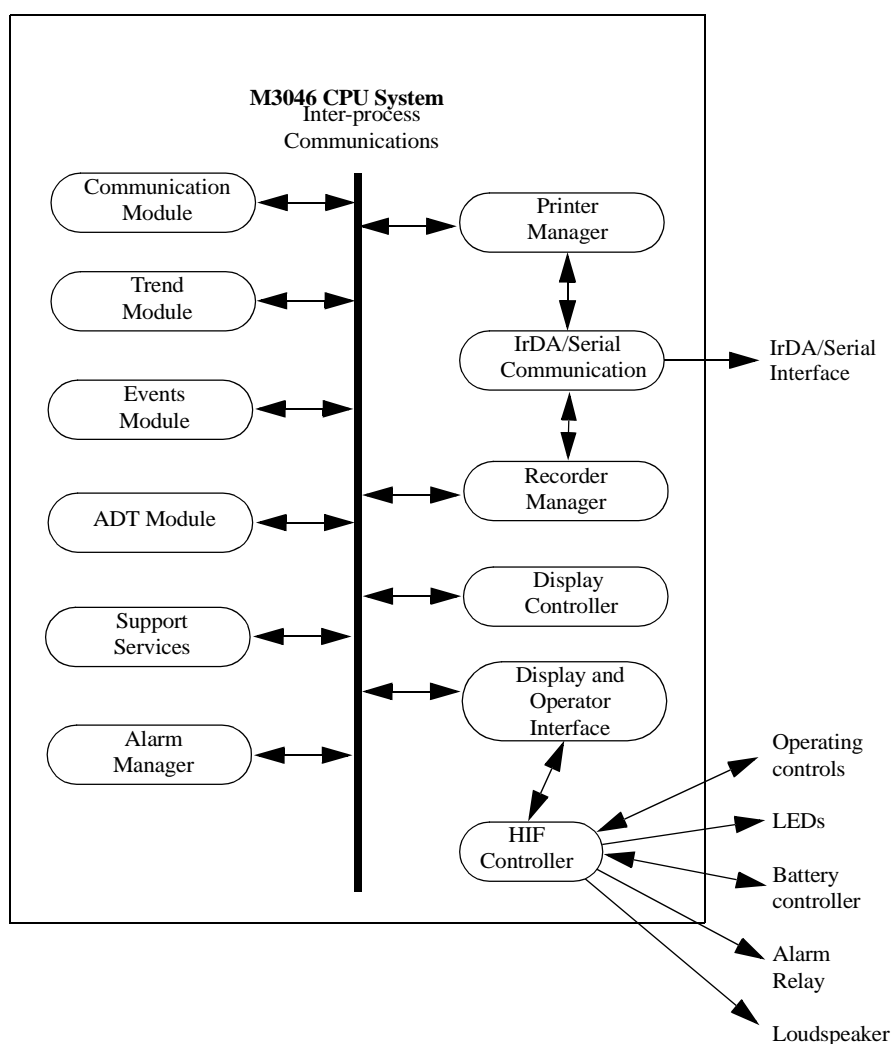 M3046 CPU System
Inter-process
Communications
Communication
Module
Trend
Module
Events
Module
ADT Module
Support
Services
Alarm
Manager
Printer
Manager
IrDA/Serial
Communication
IrDA/Serial
Interface
Recorder
Manager
Display
Controller
Display and
Operator
Interface
HIF
Controller
Operating
controls
LEDs
Battery
controller
Alarm
Relay
Loudspeaker